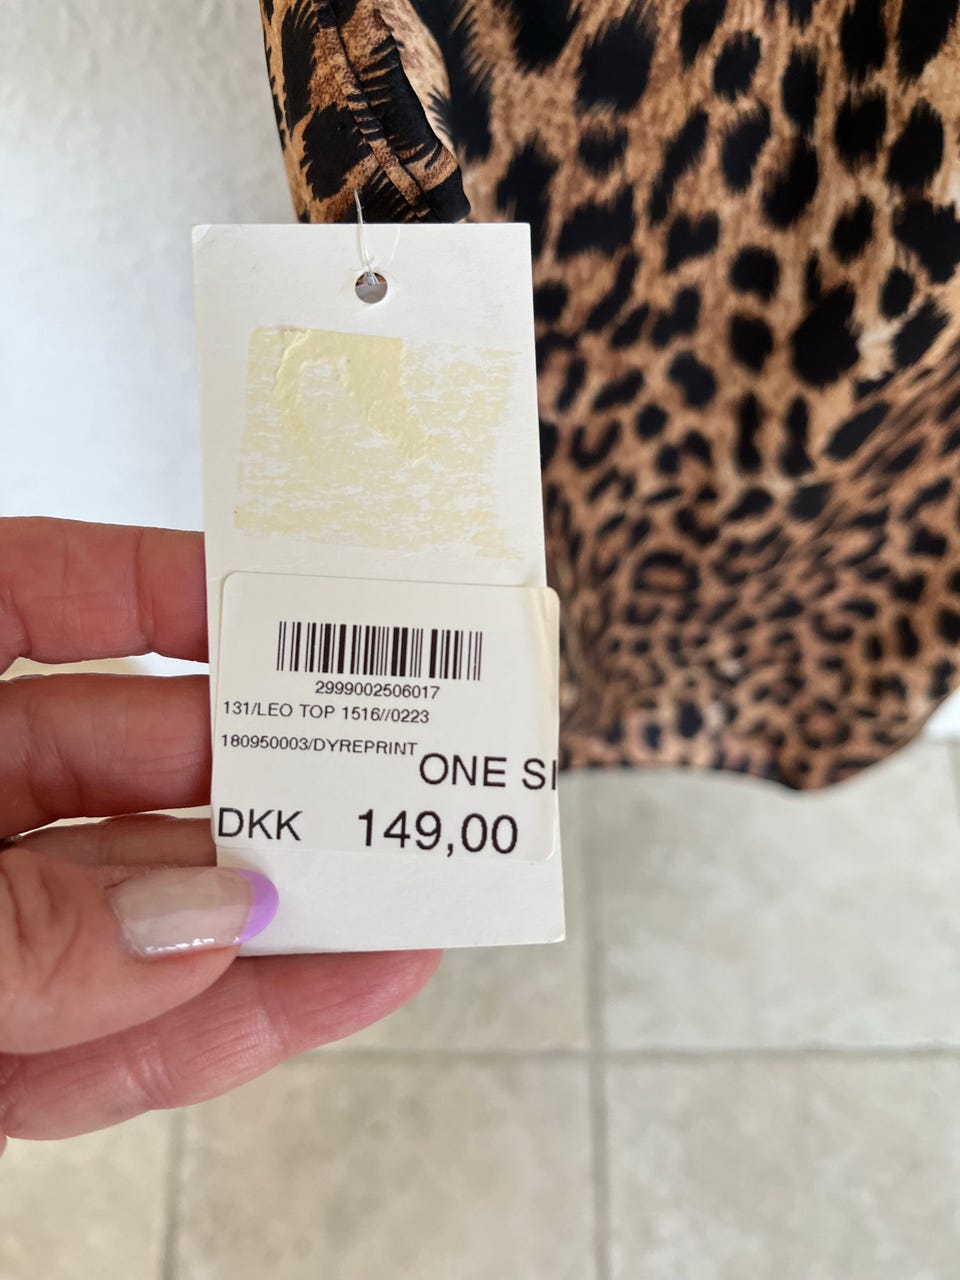 2999002506017
131/LEO TOP 1516//0223
180950003/DYREPRINT
ONE SI
DKK 149,00